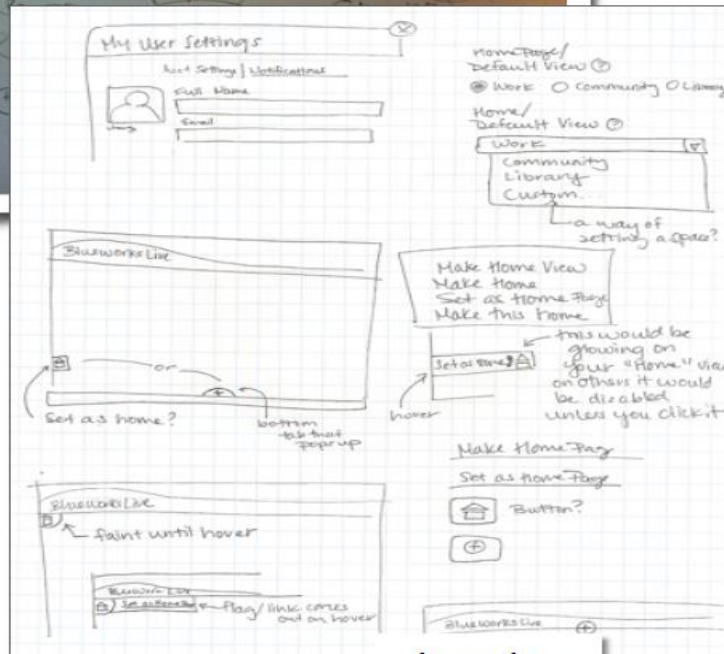 My User Settings
Settings | Notifications
Full Name
Email
Home Page/
Default View ?
Work Community Library
Home/
Default View ?
Work
Community
Library
Custom...
a way of
setting a space?
Blueworks Live
or
Set as home?
bottom
tab that
pops up
Make Home View
Make Home
Set as Home Page
Make this home
Set as home?
hover
this would be
glowing on
your "Home" view
on others it would
be disabled
unless you click it
Make Home Page
Set as home Page
Button?
Blueworks Live
faint until hover
Blueworks Live
Set as Home
flag/link comes
out on hover
Blueworks Live